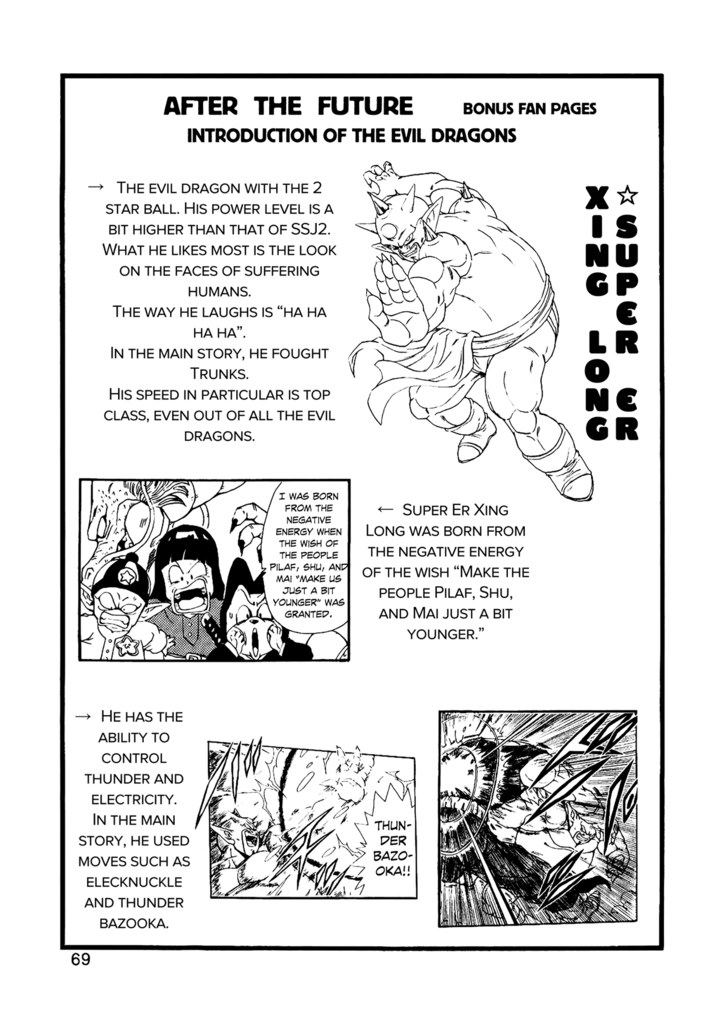 AFTER THE FUTURE BONUS FAN PAGES
INTRODUCTION OF THE EVIL DRAGONS
☆SUPER ER
XING LONG
→ THE EVIL DRAGON WITH THE 2
STAR BALL. HIS POWER LEVEL IS A
BIT HIGHER THAN THAT OF SSJ2.
WHAT HE LIKES MOST IS THE LOOK
ON THE FACES OF SUFFERING
HUMANS.
THE WAY HE LAUGHS IS “HA HA
HA HA”.
IN THE MAIN STORY, HE FOUGHT
TRUNKS.
HIS SPEED IN PARTICULAR IS TOP
CLASS, EVEN OUT OF ALL THE EVIL
DRAGONS.
I WAS BORN
FROM THE
NEGATIVE
ENERGY WHEN
THE WISH OF
THE PEOPLE
PILAF, SHU, AND
MAI "MAKE US
JUST A BIT
YOUNGER" WAS
GRANTED.
← SUPER ER XING
LONG WAS BORN FROM
THE NEGATIVE ENERGY
OF THE WISH “MAKE THE
PEOPLE PILAF, SHU,
AND MAI JUST A BIT
YOUNGER.”
→ HE HAS THE
ABILITY TO
CONTROL
THUNDER AND
ELECTRICITY.
IN THE MAIN
STORY, HE USED
MOVES SUCH AS
ELECKNUCKLE
AND THUNDER
BAZOOKA.
THUN-
DER
BAZO-
OKA!!
69